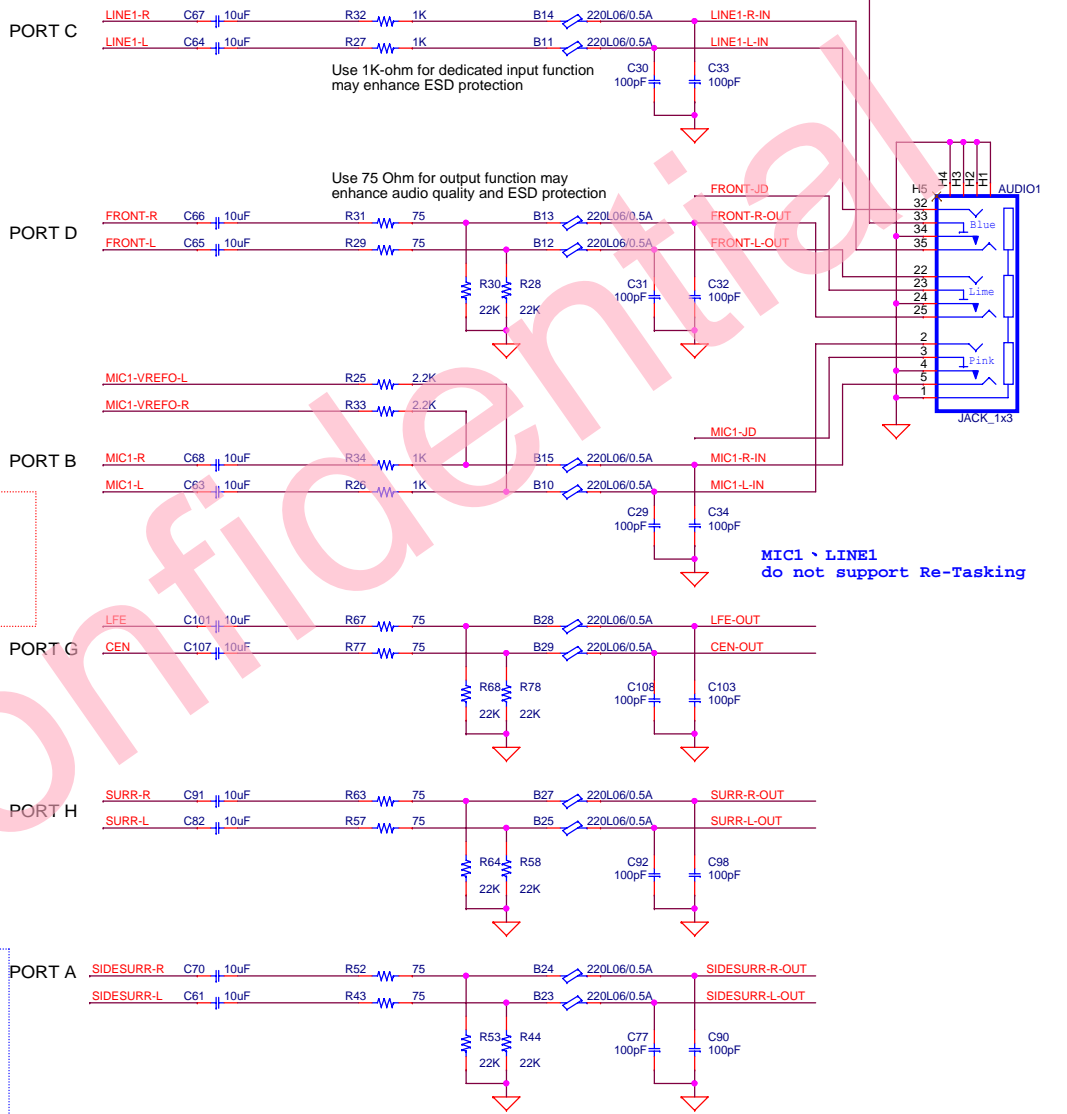 PORT C
LINE1-R C67 10uF R32 1K B14 220L06/0.5A LINE1-R-IN
LINE1-L C64 10uF R27 1K B11 220L06/0.5A LINE1-L-IN
Use 1K-ohm for dedicated input function
may enhance ESD protection
C30 C33
100pF 100pF
Use 75 Ohm for output function may
enhance audio quality and ESD protection
FRONT-JD
PORT D
FRONT-R C66 10uF R31 75 B13 220L06/0.5A FRONT-R-OUT
FRONT-L C65 10uF R29 75 B12 220L06/0.5A FRONT-L-OUT
R30 R28 C31 C32
22K 22K 100pF 100pF
H4 H3 H2 H1
H5 AUDIO1
32
33 Blue
34
35
22
23 Lime
24
25
2
3 Pink
4
5
1
JACK_1x3
MIC1-VREFO-L R25 2.2K
MIC1-VREFO-R R33 2.2K
MIC1-JD
PORT B
MIC1-R C68 10uF R34 1K B15 220L06/0.5A MIC1-R-IN
MIC1-L C63 10uF R26 1K B10 220L06/0.5A MIC1-L-IN
C29 C34
100pF 100pF
MIC1、LINE1
do not support Re-Tasking
PORT G
LFE C101 10uF R67 75 B28 220L06/0.5A LFE-OUT
CEN C107 10uF R77 75 B29 220L06/0.5A CEN-OUT
R68 R78 C108 C103
22K 22K 100pF 100pF
PORT H
SURR-R C91 10uF R63 75 B27 220L06/0.5A SURR-R-OUT
SURR-L C82 10uF R57 75 B25 220L06/0.5A SURR-L-OUT
R64 R58 C92 C98
22K 22K 100pF 100pF
PORT A
SIDESURR-R C70 10uF R52 75 B24 220L06/0.5A SIDESURR-R-OUT
SIDESURR-L C61 10uF R43 75 B23 220L06/0.5A SIDESURR-L-OUT
R53 R44 C77 C90
22K 22K 100pF 100pF
onfidential